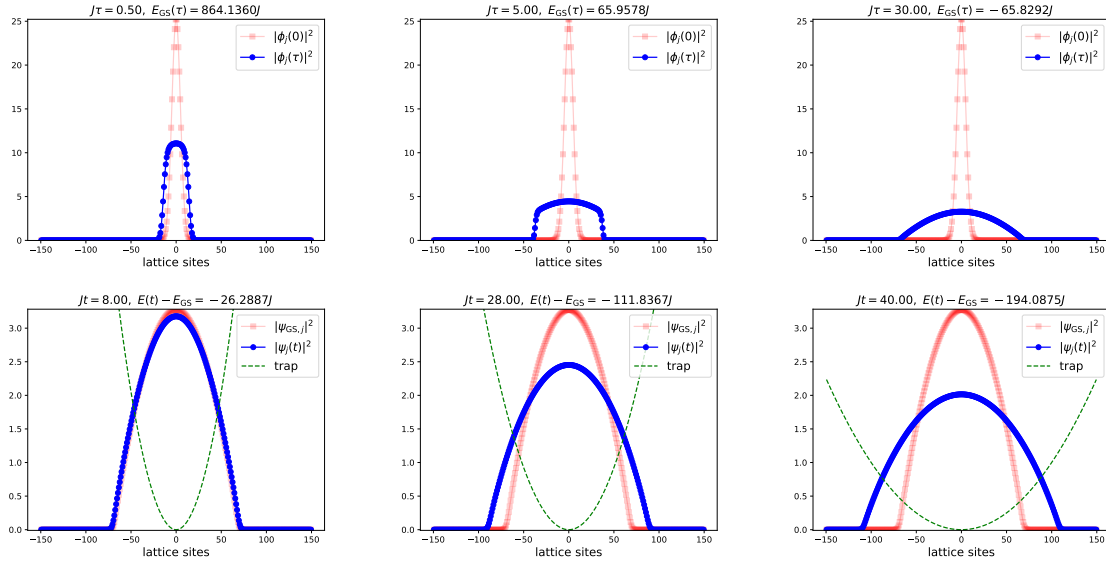 Jτ = 0.50, E_GS(τ) = 864.1360J
25
20
15
10
5
0
−150 −100 −50 0 50 100 150
lattice sites
|ϕ_j(0)|²
|ϕ_j(τ)|²
Jτ = 5.00, E_GS(τ) = 65.9578J
25
20
15
10
5
0
−150 −100 −50 0 50 100 150
lattice sites
|ϕ_j(0)|²
|ϕ_j(τ)|²
Jτ = 30.00, E_GS(τ) = −65.8292J
25
20
15
10
5
0
−150 −100 −50 0 50 100 150
lattice sites
|ϕ_j(0)|²
|ϕ_j(τ)|²
Jt = 8.00, E(t) − E_GS = −26.2887J
3.0
2.5
2.0
1.5
1.0
0.5
0.0
−150 −100 −50 0 50 100 150
lattice sites
|ψ_GS,j|²
|ψ_j(t)|²
trap
Jt = 28.00, E(t) − E_GS = −111.8367J
3.0
2.5
2.0
1.5
1.0
0.5
0.0
−150 −100 −50 0 50 100 150
lattice sites
|ψ_GS,j|²
|ψ_j(t)|²
trap
Jt = 40.00, E(t) − E_GS = −194.0875J
3.0
2.5
2.0
1.5
1.0
0.5
0.0
−150 −100 −50 0 50 100 150
lattice sites
|ψ_GS,j|²
|ψ_j(t)|²
trap